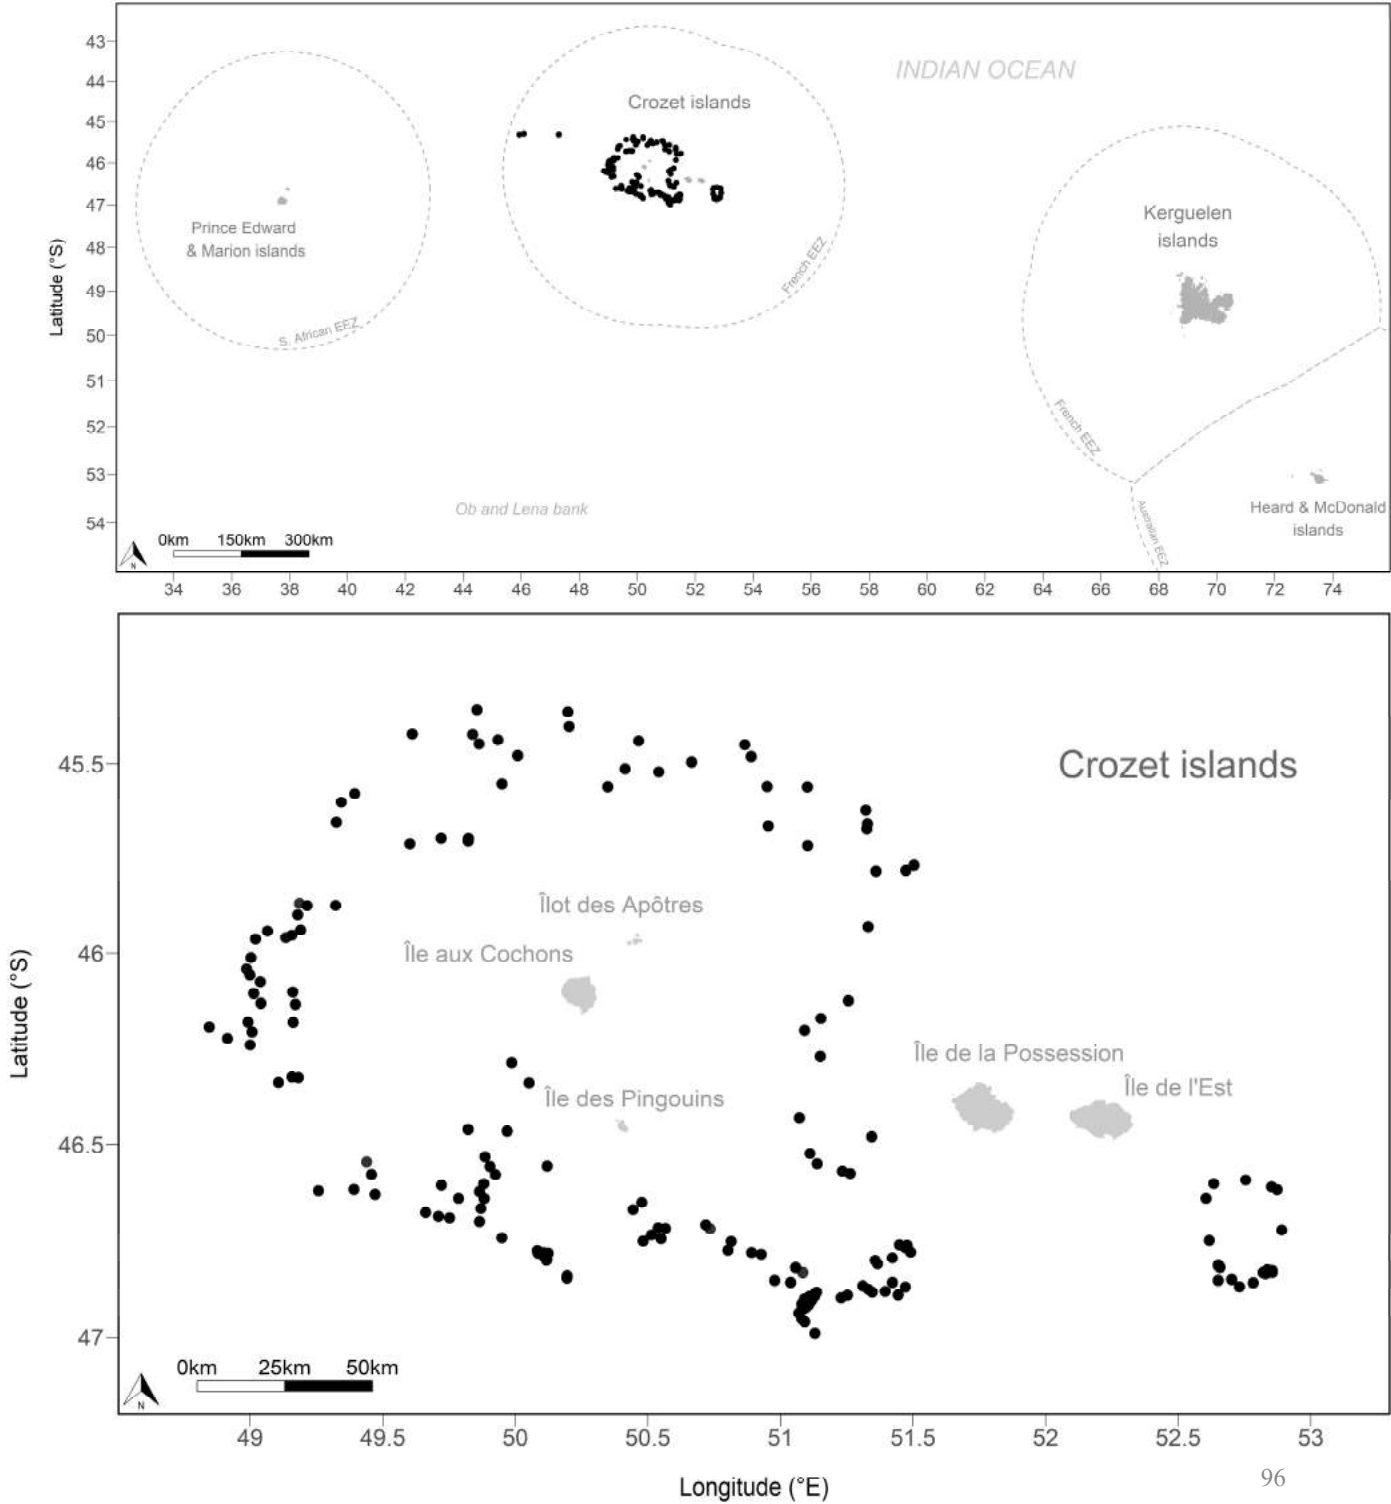 43
INDIAN OCEAN
44
Crozet islands
45
46
47
Prince Edward
& Marion islands
Kerguelen
islands
48
49
50
51
52
53
54
Latitude (°S)
French EEZ
S. African EEZ
French EEZ
Australian EEZ
Ob and Lena bank
Heard & McDonald
islands
0km 150km 300km
N
34 36 38 40 42 44 46 48 50 52 54 56 58 60 62 64 66 68 70 72 74
45.5
Crozet islands
Îlot des Apôtres
46
Île aux Cochons
Latitude (°S)
Île de la Possession
Île de l'Est
Île des Pingouins
46.5
47
0km 25km 50km
N
49 49.5 50 50.5 51 51.5 52 52.5 53
Longitude (°E)
96